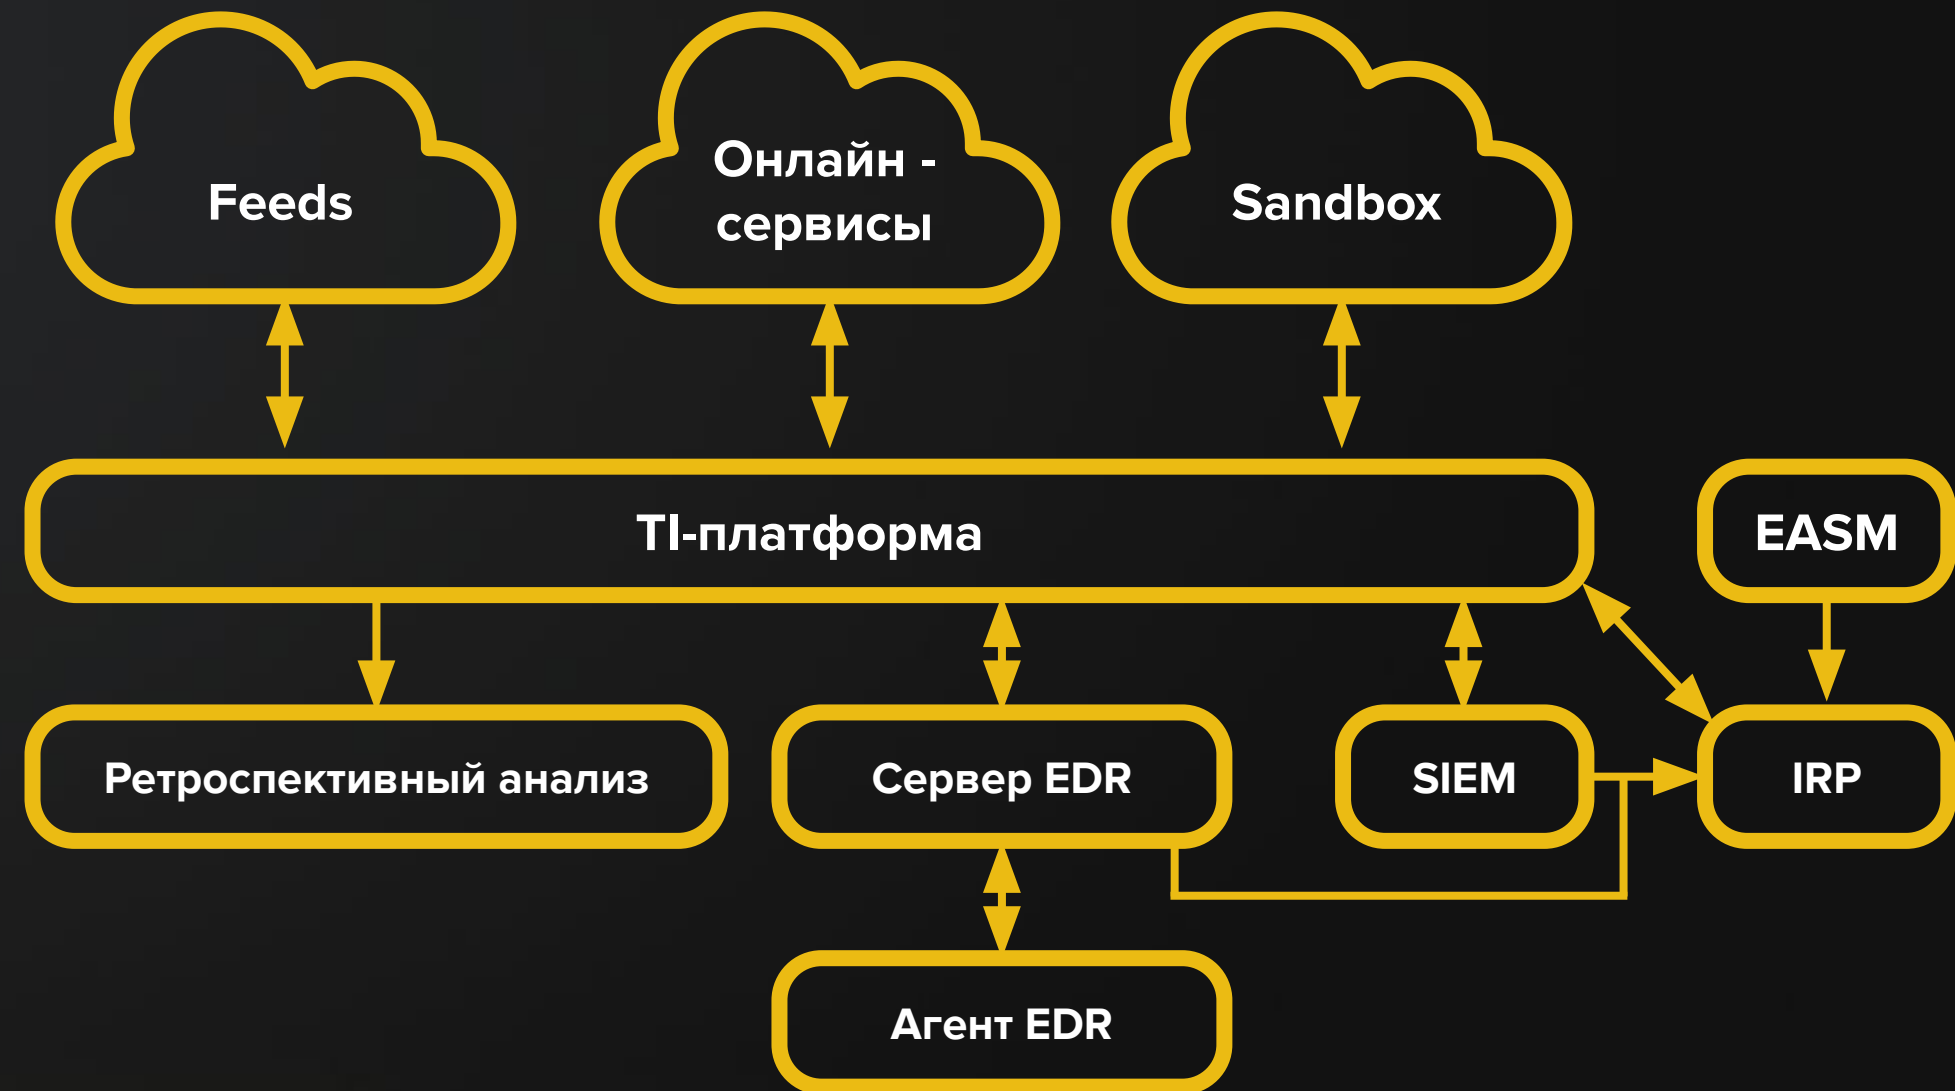 Feeds
Онлайн -
сервисы
Sandbox
TI-платформа
EASM
Ретроспективный анализ
Сервер EDR
SIEM
IRP
Агент EDR